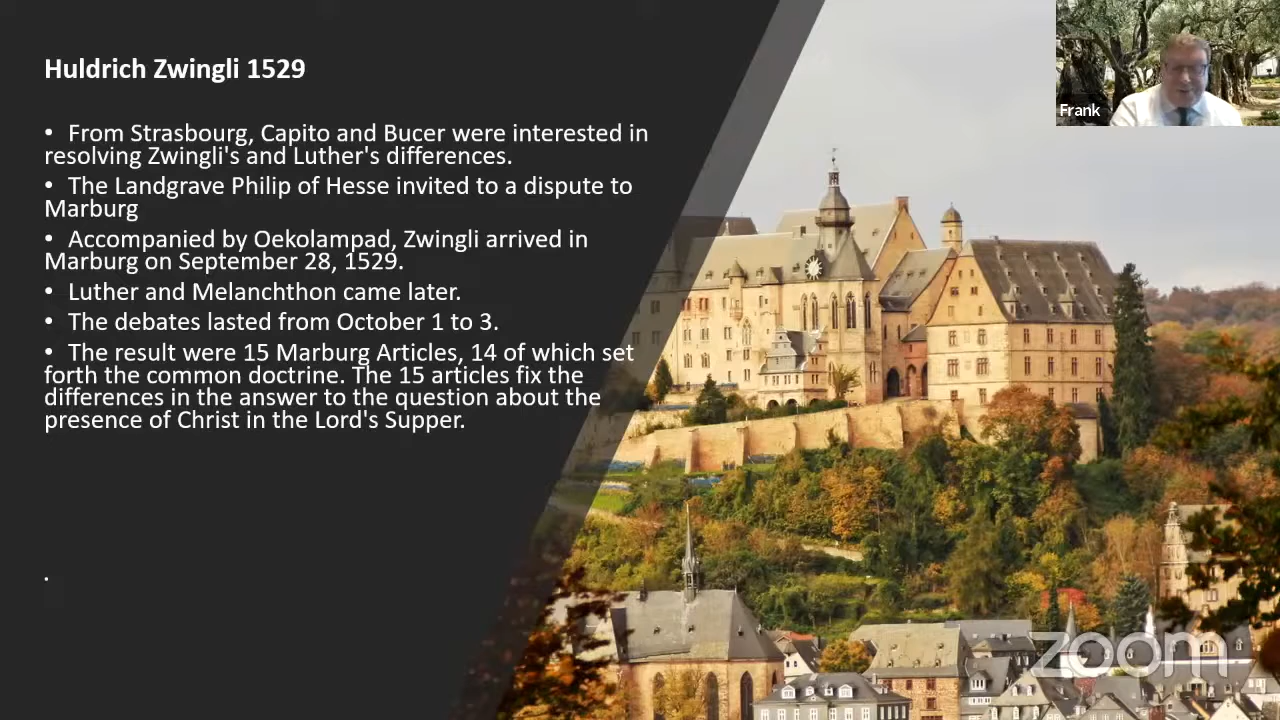 Huldrich Zwingli 1529
• From Strasbourg, Capito and Bucer were interested in
resolving Zwingli's and Luther's differences.
• The Landgrave Philip of Hesse invited to a dispute to
Marburg
• Accompanied by Oekolampad, Zwingli arrived in
Marburg on September 28, 1529.
• Luther and Melanchthon came later.
• The debates lasted from October 1 to 3.
• The result were 15 Marburg Articles, 14 of which set
forth the common doctrine. The 15 articles fix the
differences in the answer to the question about the
presence of Christ in the Lord's Supper.
.
Frank
zoom